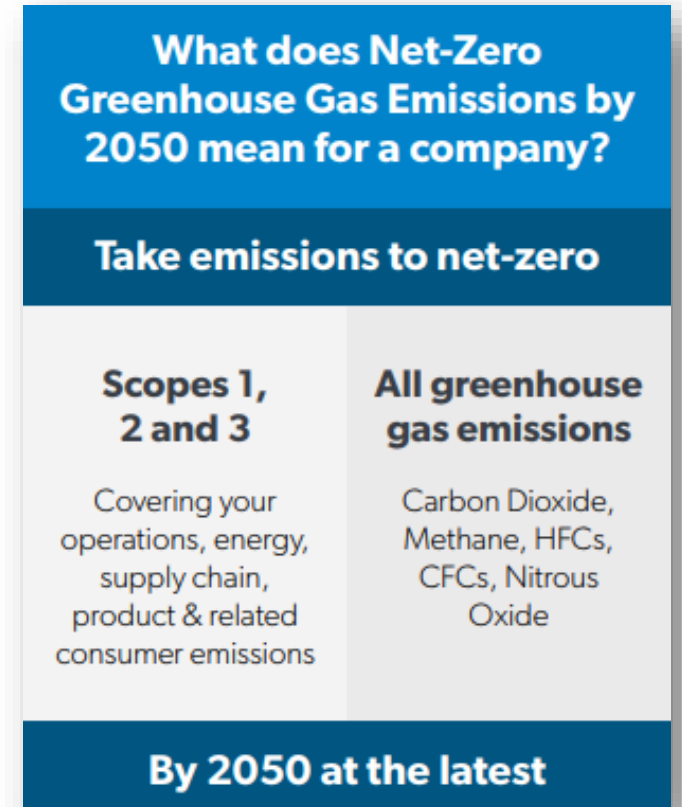 What does Net-Zero
Greenhouse Gas Emissions by
2050 mean for a company?
Take emissions to net-zero
Scopes 1,
2 and 3
Covering your
operations, energy,
supply chain,
product & related
consumer emissions
All greenhouse
gas emissions
Carbon Dioxide,
Methane, HFCs,
CFCs, Nitrous
Oxide
By 2050 at the latest